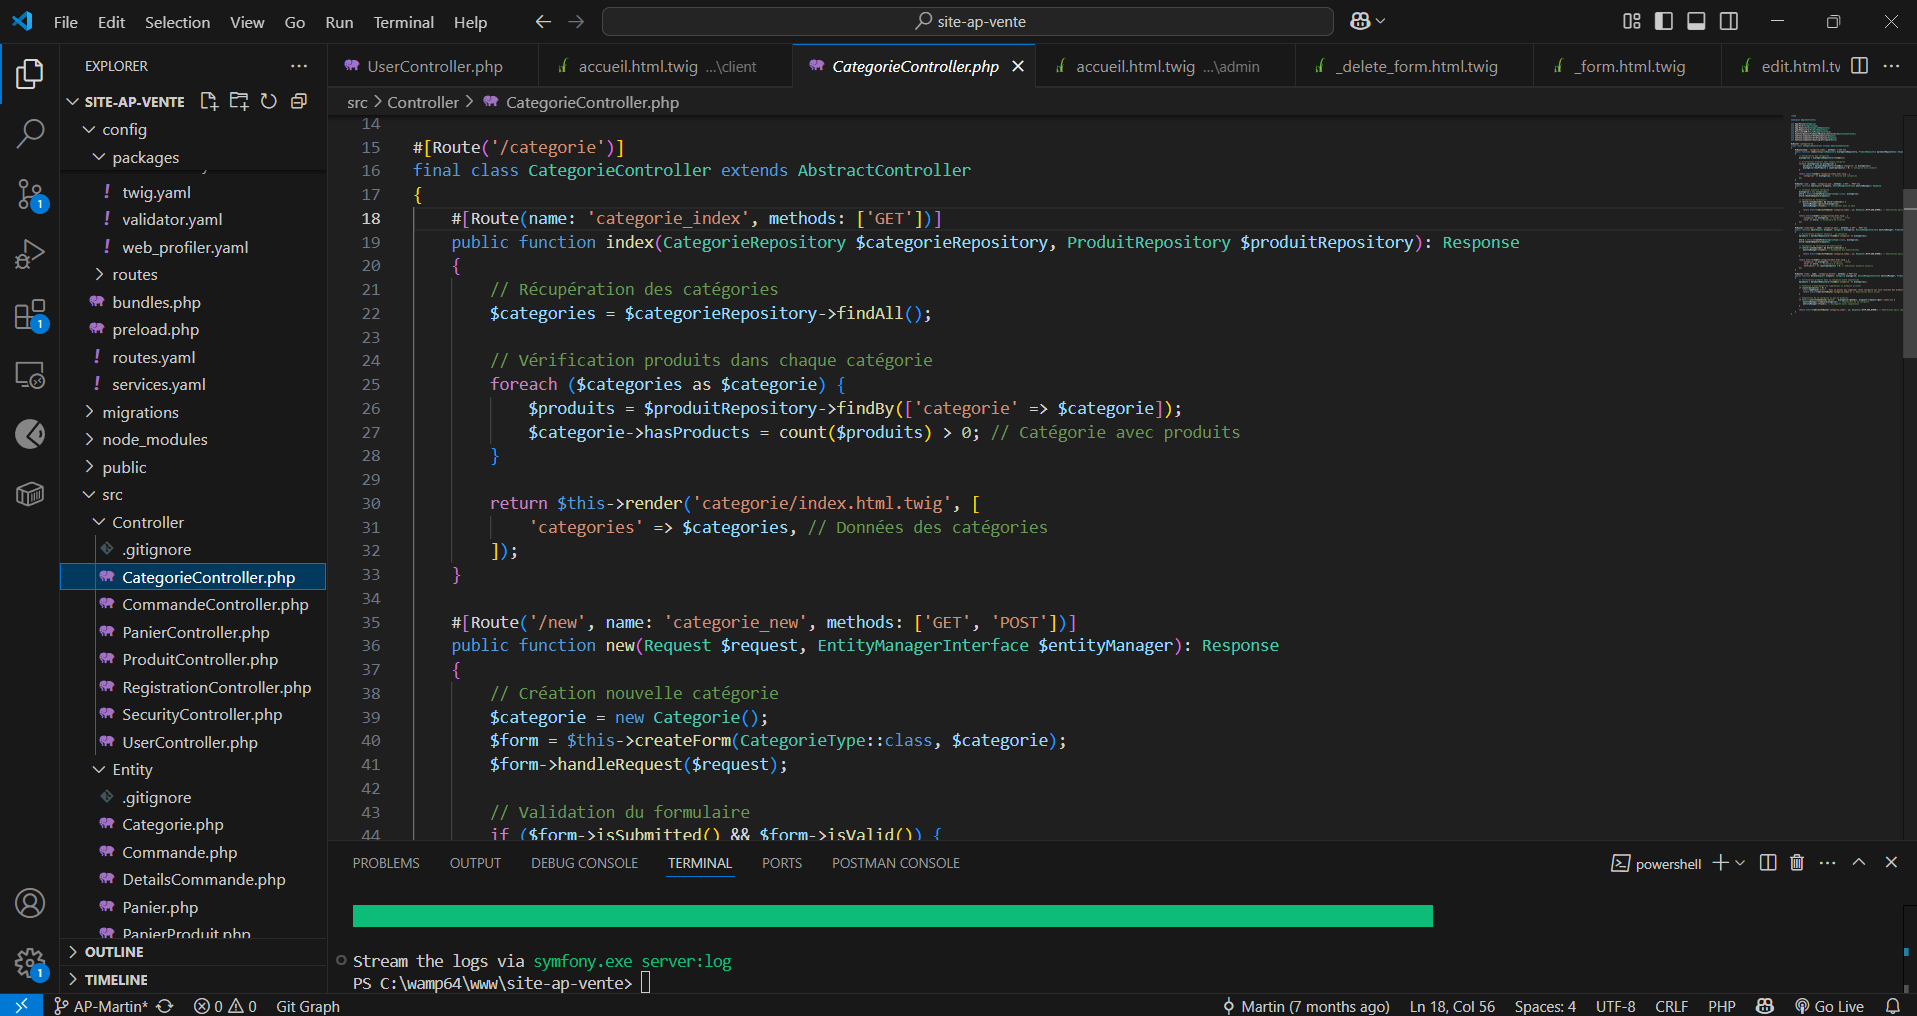 File Edit Selection View Go Run Terminal Help
site-ap-vente
EXPLORER
SITE-AP-VENTE
config
packages
twig.yaml
validator.yaml
web_profiler.yaml
routes
bundles.php
preload.php
routes.yaml
services.yaml
migrations
node_modules
public
src
Controller
.gitignore
CategorieController.php
CommandeController.php
PanierController.php
ProduitController.php
RegistrationController.php
SecurityController.php
UserController.php
Entity
.gitignore
Categorie.php
Commande.php
DetailsCommande.php
Panier.php
PanierProduit.php
OUTLINE
TIMELINE
UserController.php accueil.html.twig ...\client CategorieController.php accueil.html.twig ...\admin _delete_form.html.twig _form.html.twig edit.html.tv
src > Controller > CategorieController.php
14
15 #[Route('/categorie')]
16 final class CategorieController extends AbstractController
17 {
18 #[Route(name: 'categorie_index', methods: ['GET'])]
19 public function index(CategorieRepository $categorieRepository, ProduitRepository $produitRepository): Response
20 {
21 // Récupération des catégories
22 $categories = $categorieRepository->findAll();
23
24 // Vérification produits dans chaque catégorie
25 foreach ($categories as $categorie) {
26 $produits = $produitRepository->findBy(['categorie' => $categorie]);
27 $categorie->hasProducts = count($produits) > 0; // Catégorie avec produits
28 }
29
30 return $this->render('categorie/index.html.twig', [
31 'categories' => $categories, // Données des catégories
32 ]);
33 }
34
35 #[Route('/new', name: 'categorie_new', methods: ['GET', 'POST'])]
36 public function new(Request $request, EntityManagerInterface $entityManager): Response
37 {
38 // Création nouvelle catégorie
39 $categorie = new Categorie();
40 $form = $this->createForm(CategorieType::class, $categorie);
41 $form->handleRequest($request);
42
43 // Validation du formulaire
44 if ($form->isSubmitted() && $form->isValid()) {
PROBLEMS OUTPUT DEBUG CONSOLE TERMINAL PORTS POSTMAN CONSOLE
powershell
Stream the logs via symfony.exe server:log
PS C:\wamp64\www\site-ap-vente>
1
1
1
AP-Martin* 0 0 Git Graph
Martin (7 months ago) Ln 18, Col 56 Spaces: 4 UTF-8 CRLF PHP Go Live